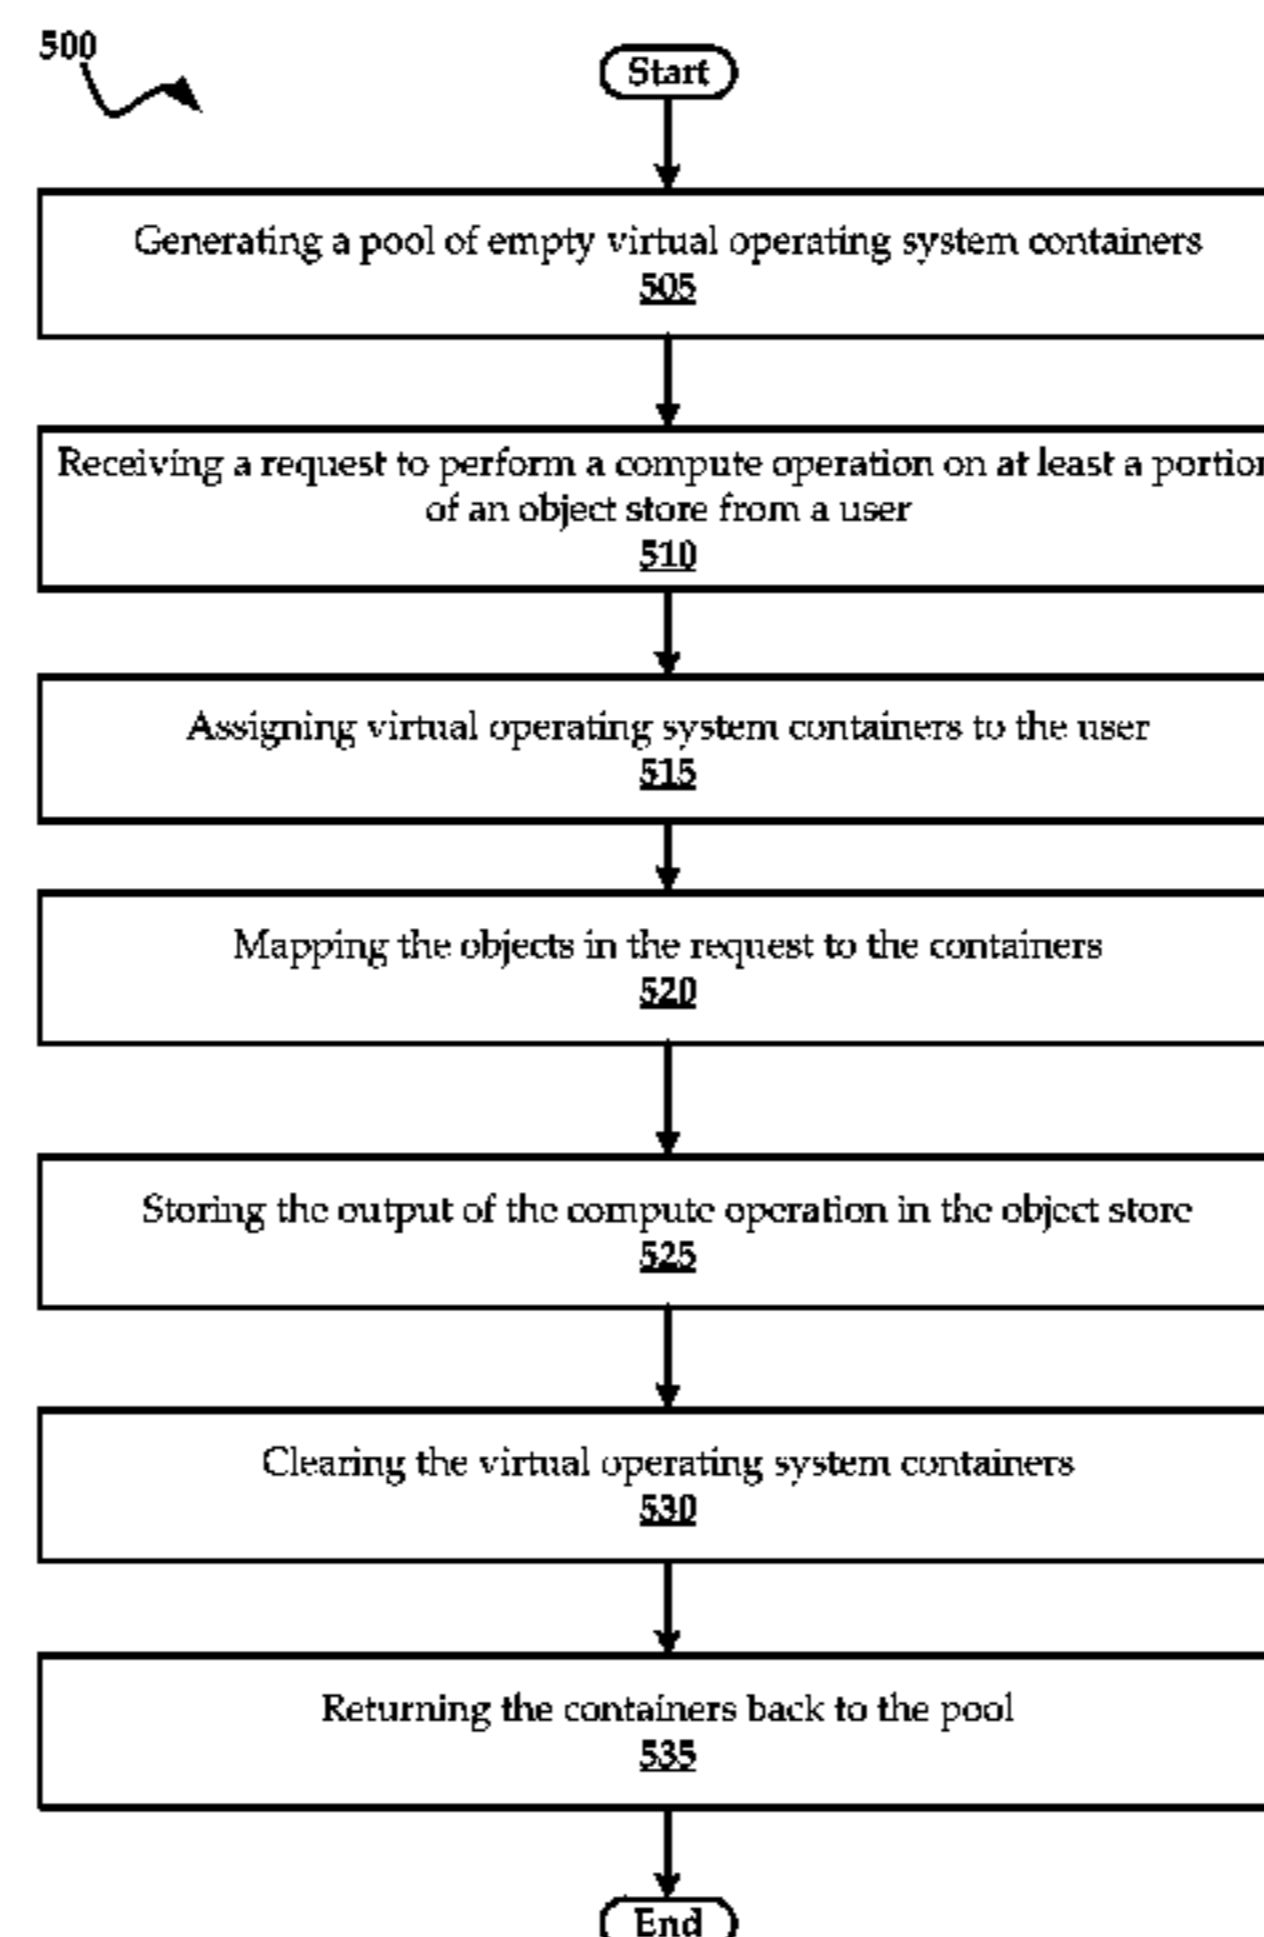 500
Start
Generating a pool of empty virtual operating system containers
505
Receiving a request to perform a compute operation on at least a portion
of an object store from a user
510
Assigning virtual operating system containers to the user
515
Mapping the objects in the request to the containers
520
Storing the output of the compute operation in the object store
525
Clearing the virtual operating system containers
530
Returning the containers back to the pool
535
End